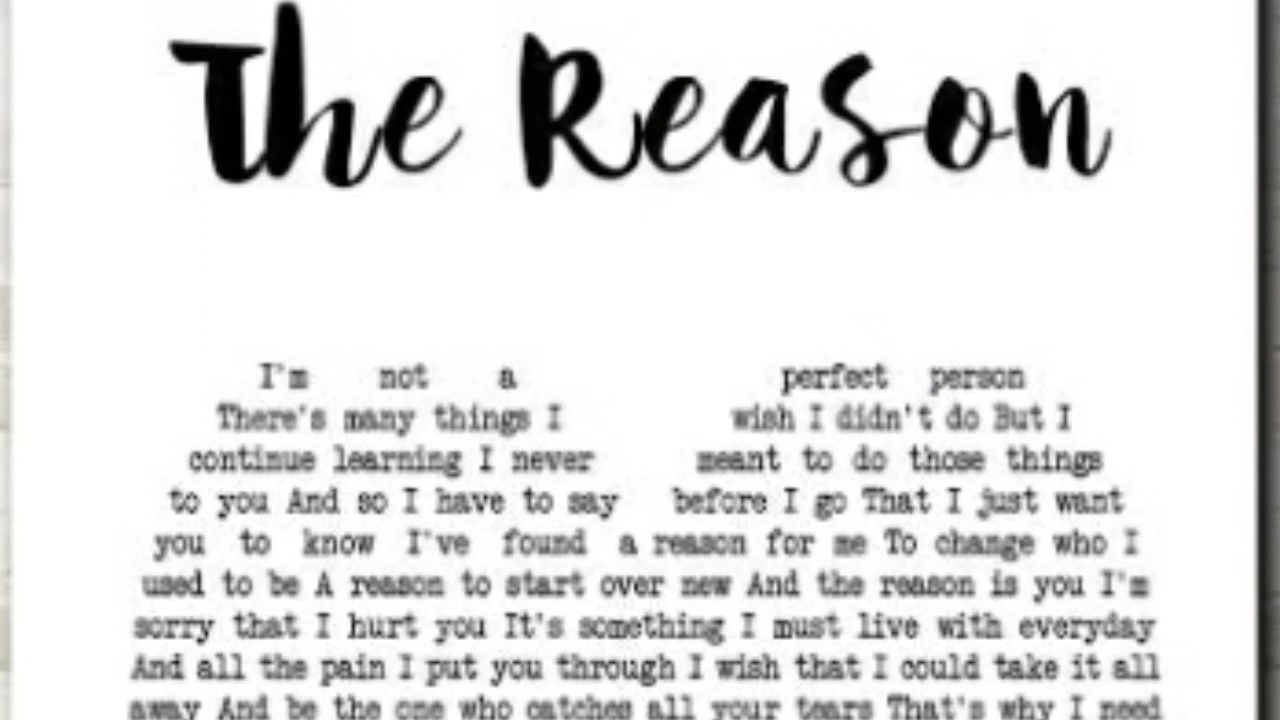 The Reason
I'm not a perfect person
There's many things I wish I didn't do But I
continue learning I never meant to do those things
to you And so I have to say before I go That I just want
you to know I've found a reason for me To change who I
used to be A reason to start over new And the reason is you I'm
sorry that I hurt you It's something I must live with everyday
And all the pain I put you through I wish that I could take it all
away And be the one who catches all your tears That's why I need